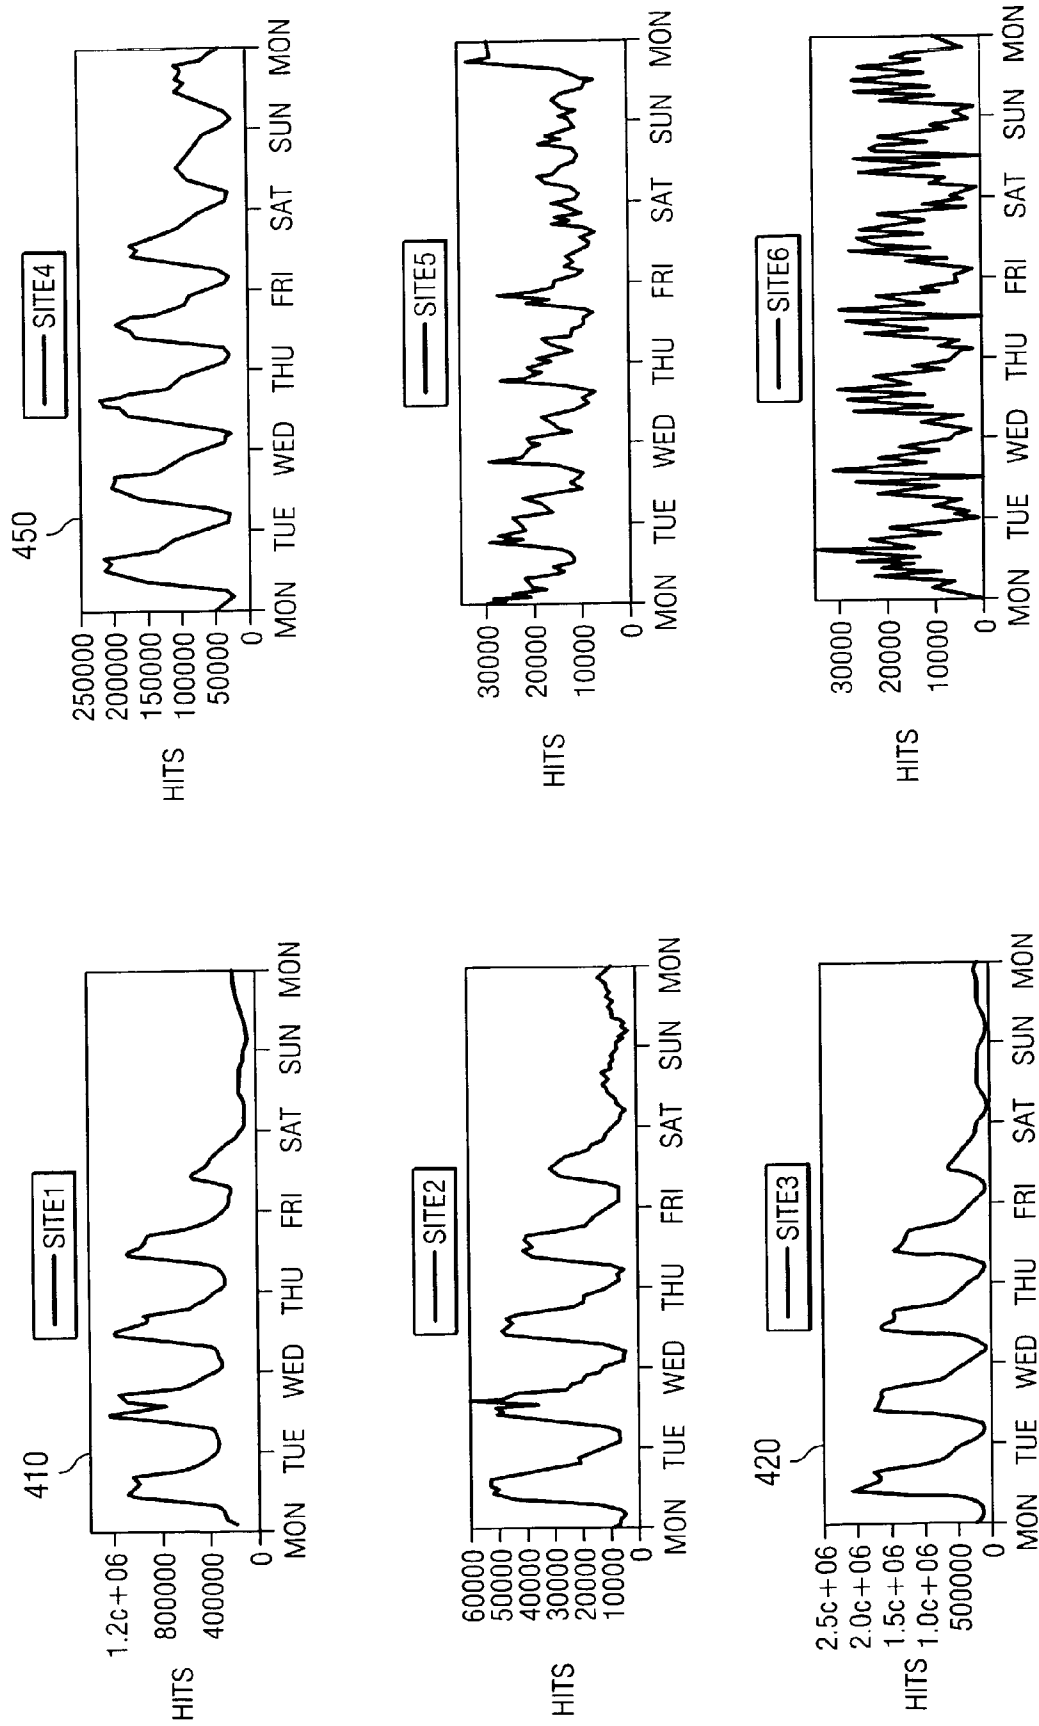 410
SITE1
HITS
1.2c+06
800000
400000
0
MON TUE WED THU FRI SAT SUN MON
SITE2
HITS
60000
50000
40000
30000
20000
10000
0
MON TUE WED THU FRI SAT SUN MON
420
SITE3
HITS
2.5c+06
2.0c+06
1.5c+06
1.0c+06
500000
0
MON TUE WED THU FRI SAT SUN MON
450
SITE4
HITS
250000
200000
150000
100000
50000
0
MON TUE WED THU FRI SAT SUN MON
SITE5
HITS
30000
20000
10000
0
MON TUE WED THU FRI SAT SUN MON
SITE6
HITS
30000
20000
10000
0
MON TUE WED THU FRI SAT SUN MON